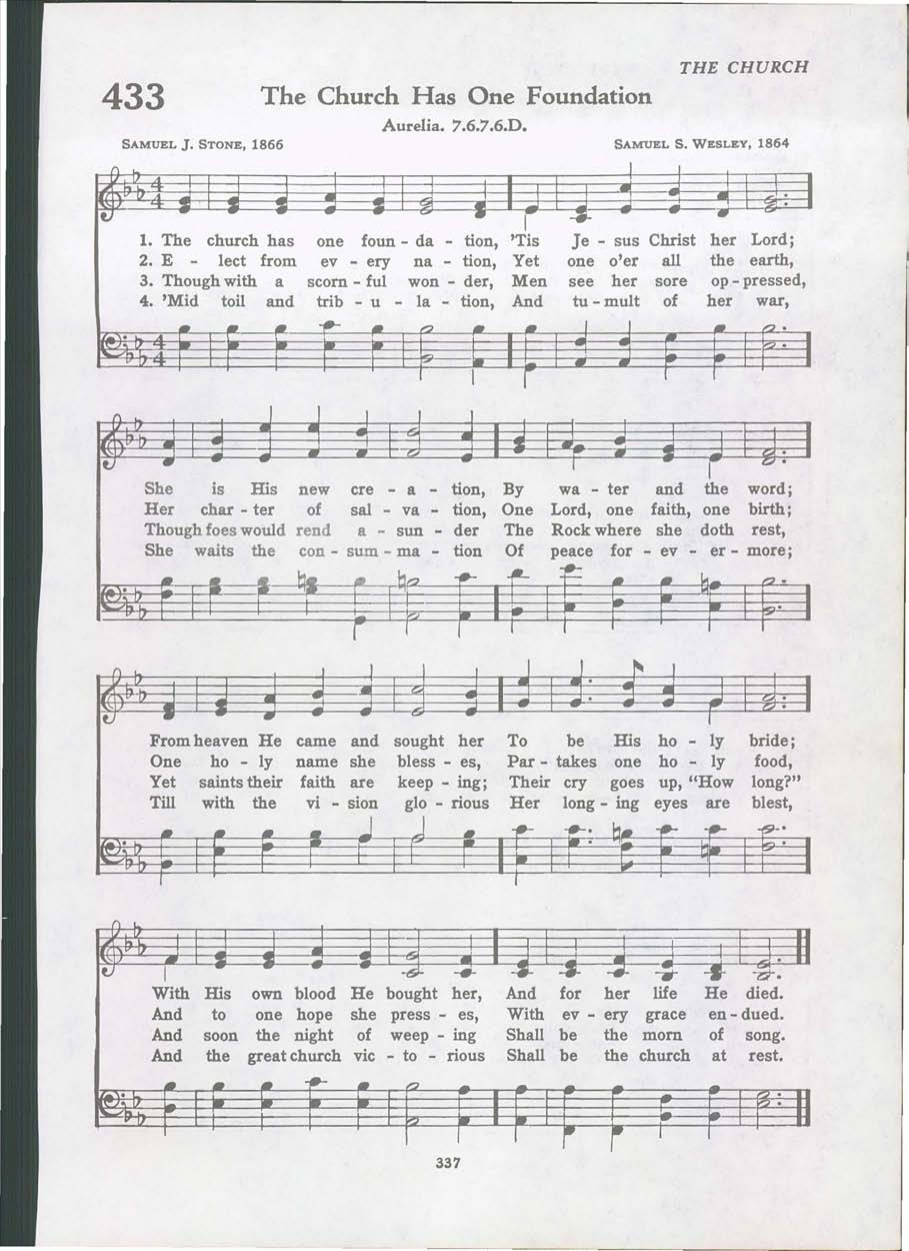 THE CHURCH
433
The Church Has One Foundation
Aurelia. 7.6.7.6.D.
SAMUEL J. STONE, 1866
SAMUEL S. WESLEY, 1864
4
4
1. The church has one foun - da - tion, 'Tis Je - sus Christ her Lord;
2. E - lect from ev - ery na - tion, Yet one o'er all the earth,
3. Though with a scorn - ful won - der, Men see her sore op - pressed,
4. 'Mid toil and trib - u - la - tion, And tu - mult of her war,
4
4
She is His new cre - a - tion, By wa - ter and the word;
Her char - ter of sal - va - tion, One Lord, one faith, one birth;
Though foes would rend a - sun - der The Rock where she doth rest,
She waits the con - sum - ma - tion Of peace for - ev - er - more;
From heaven He came and sought her To be His ho - ly bride;
One ho - ly name she bless - es, Par - takes one ho - ly food,
Yet saints their faith are keep - ing; Their cry goes up, "How long?"
Till with the vi - sion glo - rious Her long - ing eyes are blest,
With His own blood He bought her, And for her life He died.
And to one hope she press - es, With ev - ery grace en - dued.
And soon the night of weep - ing Shall be the morn of song.
And the great church vic - to - rious Shall be the church at rest.
337